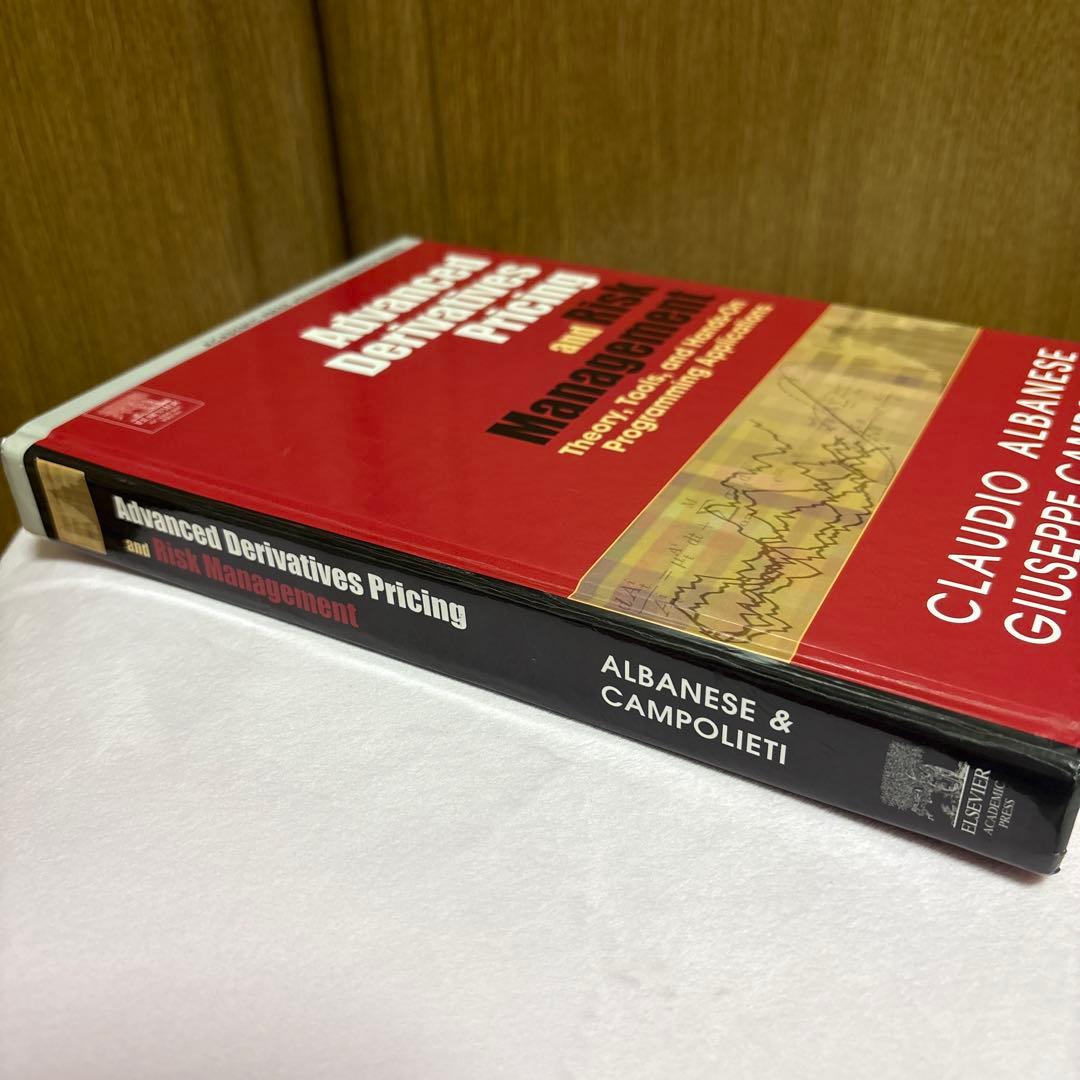 Advanced
Derivatives
Pricing
and Risk
Management
Theory, Tools, and Hands-On
Programming Applications
CLAUDIO ALBANESE
GIUSEPPE
Advanced Derivatives Pricing
and Risk Management
ALBANESE &
CAMPOLIETI
ELSEVIER
ACADEMIC
PRESS